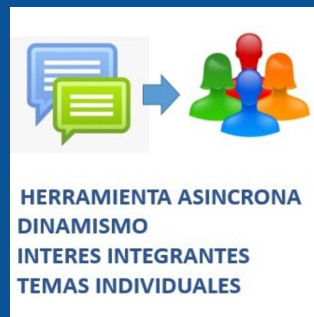 HERRAMIENTA ASINCRONA
DINAMISMO
INTERES INTEGRANTES
TEMAS INDIVIDUALES